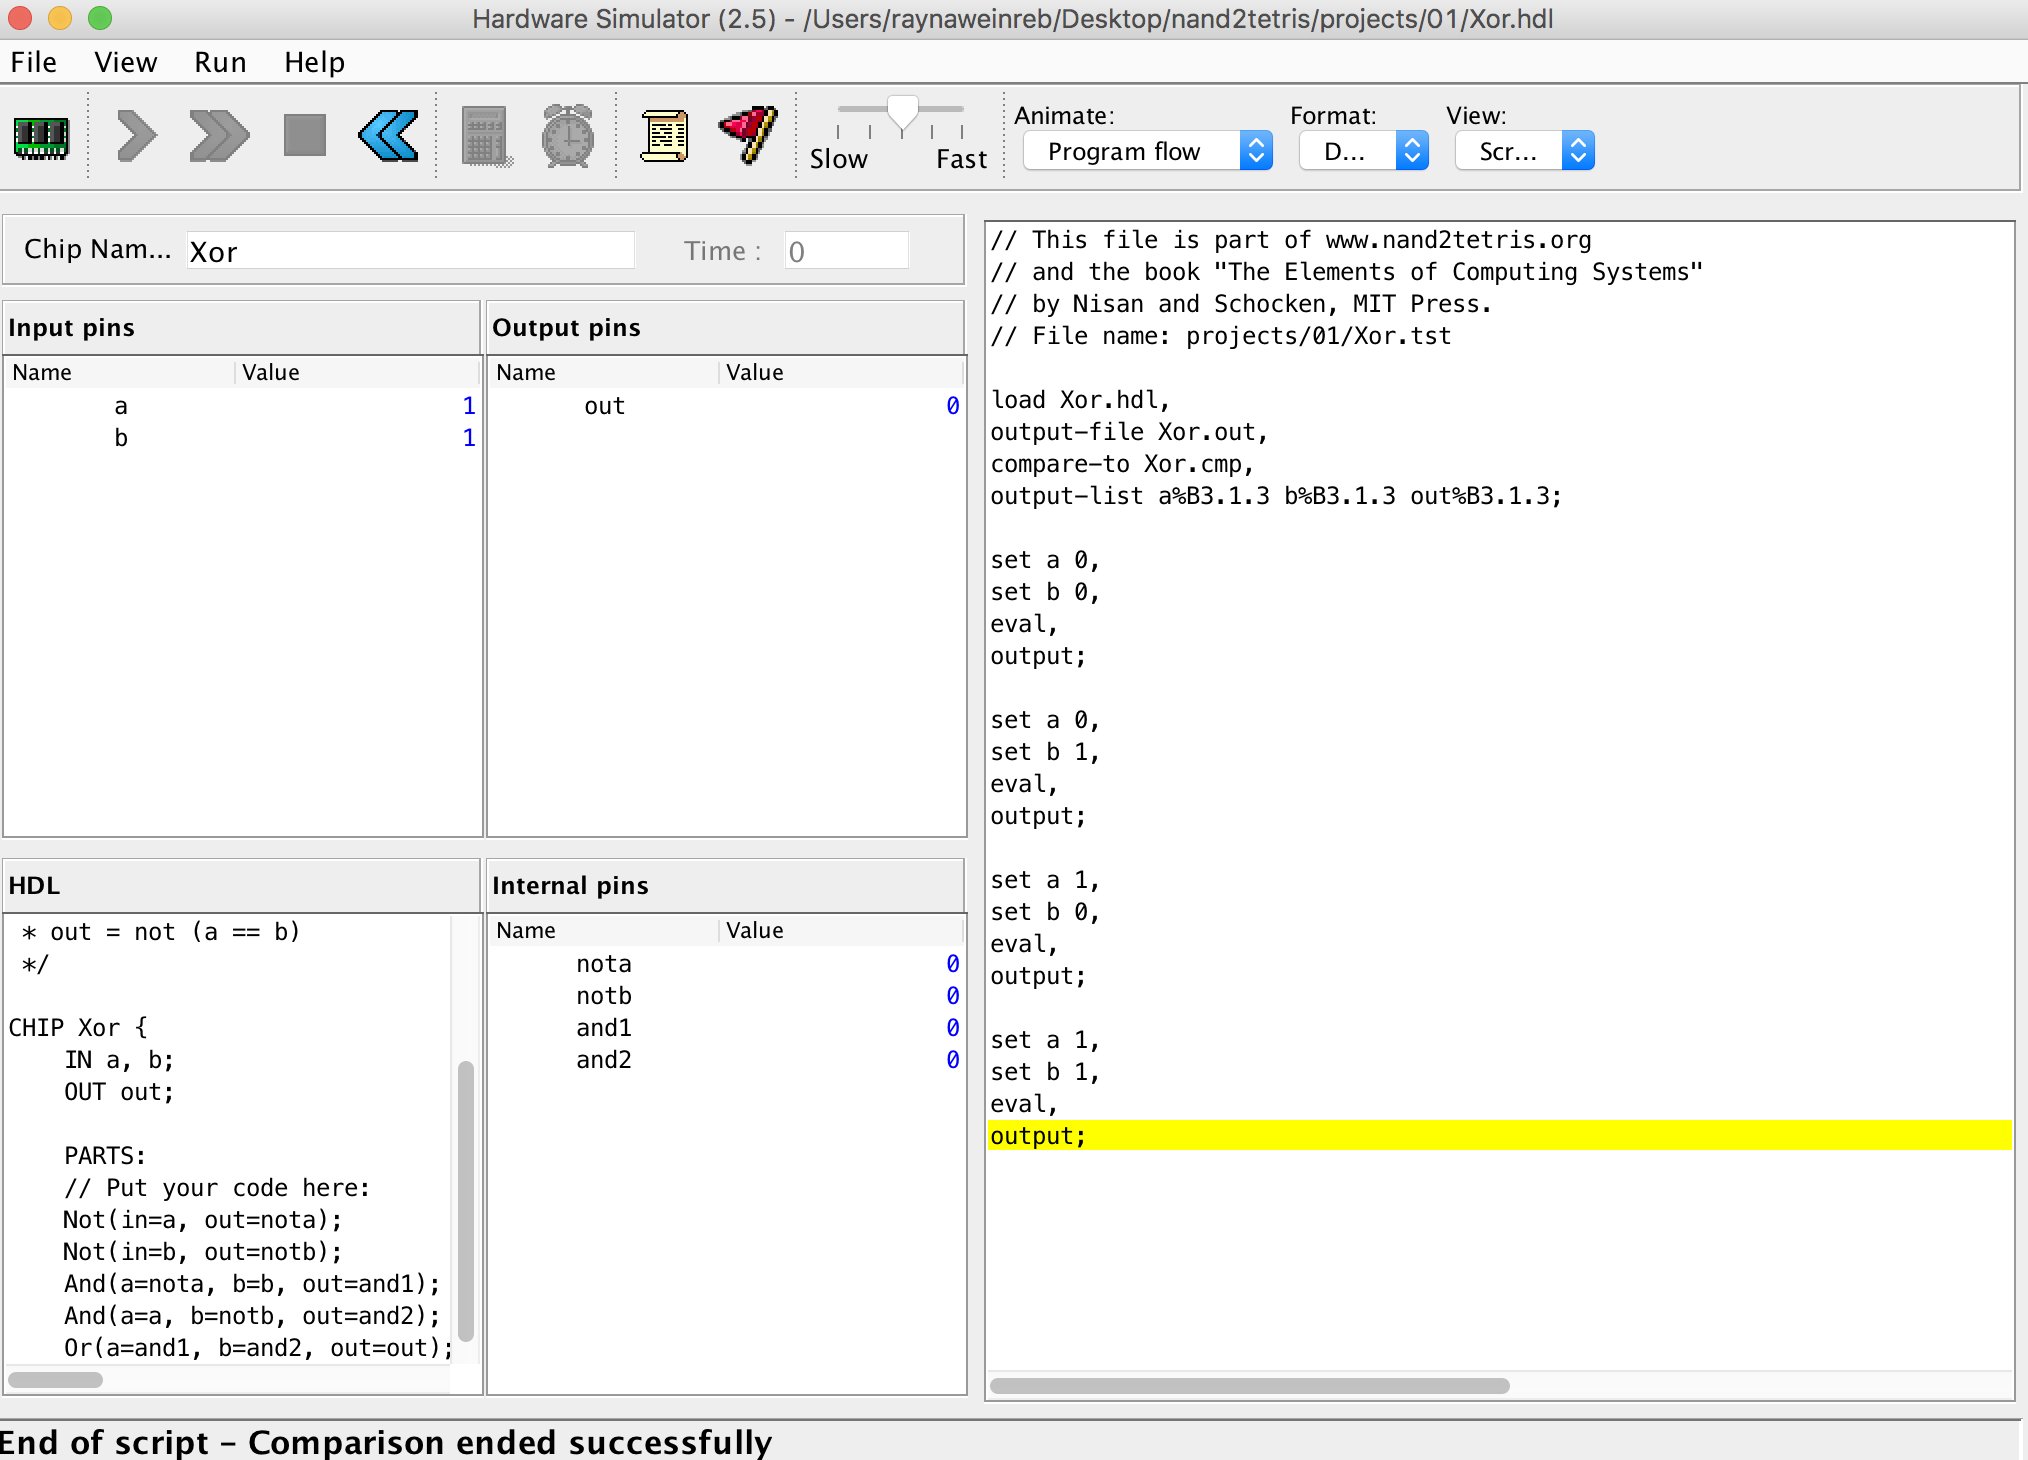 Hardware Simulator (2.5) - /Users/raynaweinreb/Desktop/nand2tetris/projects/01/Xor.hdl
File View Run Help
Animate: Format: View:
Slow Fast Program flow D... Scr...
Chip Nam... Xor Time : 0
Input pins
Name Value
a 1
b 1
Output pins
Name Value
out 0
HDL
* out = not (a == b)
*/
CHIP Xor {
IN a, b;
OUT out;
PARTS:
// Put your code here:
Not(in=a, out=nota);
Not(in=b, out=notb);
And(a=nota, b=b, out=and1);
And(a=a, b=notb, out=and2);
Or(a=and1, b=and2, out=out);
Internal pins
Name Value
nota 0
notb 0
and1 0
and2 0
// This file is part of www.nand2tetris.org
// and the book "The Elements of Computing Systems"
// by Nisan and Schocken, MIT Press.
// File name: projects/01/Xor.tst
load Xor.hdl,
output-file Xor.out,
compare-to Xor.cmp,
output-list a%B3.1.3 b%B3.1.3 out%B3.1.3;
set a 0,
set b 0,
eval,
output;
set a 0,
set b 1,
eval,
output;
set a 1,
set b 0,
eval,
output;
set a 1,
set b 1,
eval,
output;
End of script - Comparison ended successfully